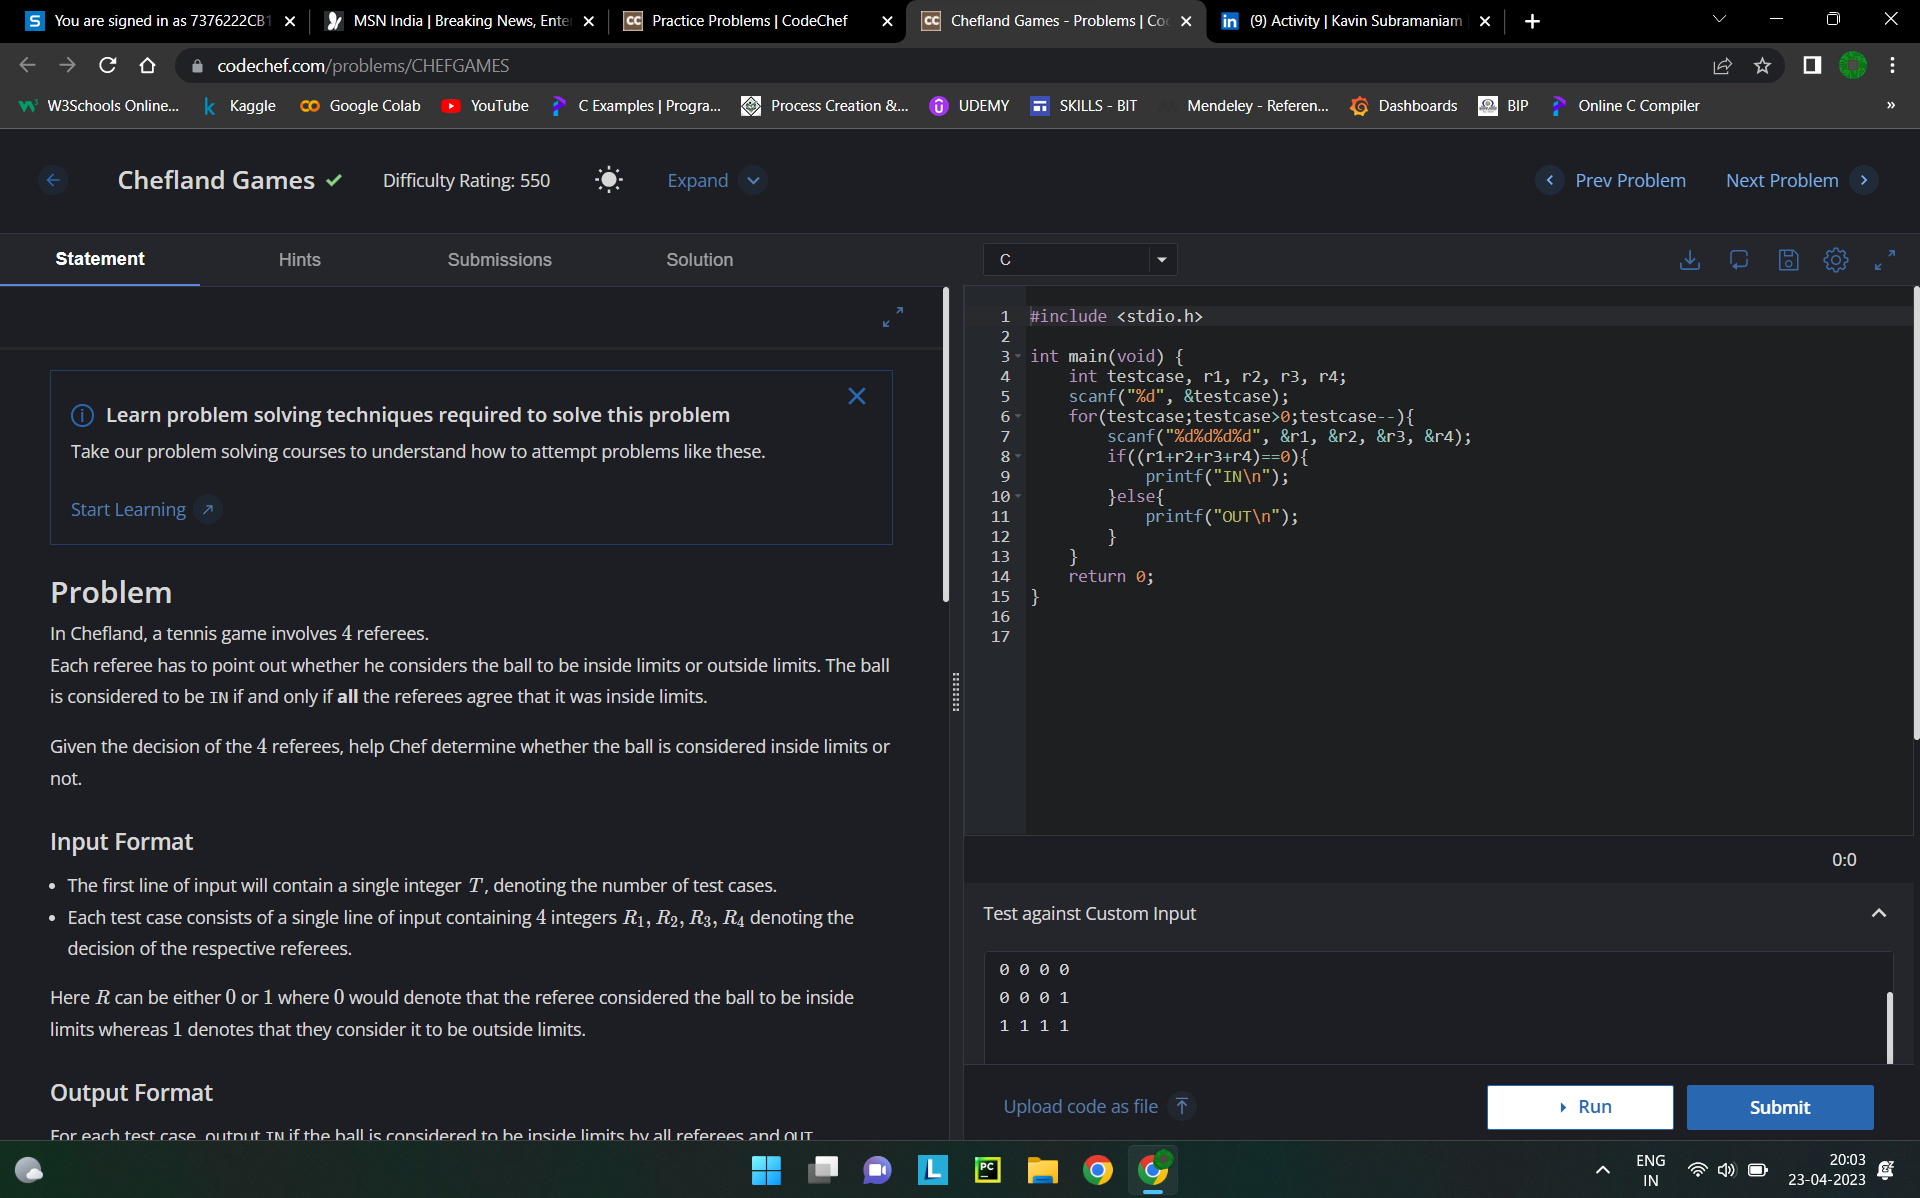 You are signed in as 7376222CB1
MSN India | Breaking News, Ente
Practice Problems | CodeChef
Chefland Games - Problems | Co
(9) Activity | Kavin Subramaniam
codechef.com/problems/CHEFGAMES
W3Schools Online...
Kaggle
Google Colab
YouTube
C Examples | Progra...
Process Creation &...
UDEMY
SKILLS - BIT
Mendeley - Referen...
Dashboards
BIP
Online C Compiler
»
Chefland Games
Difficulty Rating: 550
Expand
Prev Problem
Next Problem
Statement
Hints
Submissions
Solution
Learn problem solving techniques required to solve this problem
Take our problem solving courses to understand how to attempt problems like these.
Start Learning
Problem
In Chefland, a tennis game involves 4 referees.
Each referee has to point out whether he considers the ball to be inside limits or outside limits. The ball
is considered to be IN if and only if all the referees agree that it was inside limits.
Given the decision of the 4 referees, help Chef determine whether the ball is considered inside limits or
not.
Input Format
• The first line of input will contain a single integer T, denoting the number of test cases.
• Each test case consists of a single line of input containing 4 integers R1, R2, R3, R4 denoting the
decision of the respective referees.
Here R can be either 0 or 1 where 0 would denote that the referee considered the ball to be inside
limits whereas 1 denotes that they consider it to be outside limits.
Output Format
For each test case, output IN if the ball is considered to be inside limits by all referees and OUT
C
1 #include <stdio.h>
2
3 int main(void) {
4 int testcase, r1, r2, r3, r4;
5 scanf("%d", &testcase);
6 for(testcase;testcase>0;testcase--){
7 scanf("%d%d%d%d", &r1, &r2, &r3, &r4);
8 if((r1+r2+r3+r4)==0){
9 printf("IN\n");
10 }else{
11 printf("OUT\n");
12 }
13 }
14 return 0;
15 }
16
17
0:0
Test against Custom Input
0 0 0 0
0 0 0 1
1 1 1 1
Upload code as file
Run
Submit
ENG
IN
20:03
23-04-2023